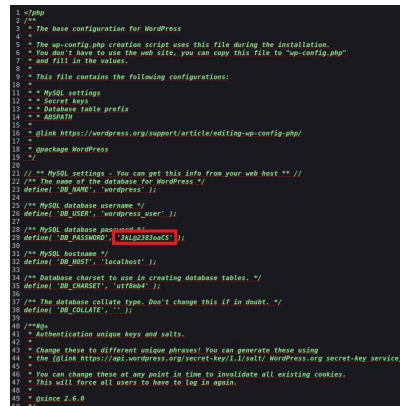 1 <?php
2 /**
3 * The base configuration for WordPress
4 *
5 * The wp-config.php creation script uses this file during the installation.
6 * You don't have to use the web site, you can copy this file to "wp-config.php"
7 * and fill in the values.
8 *
9 * This file contains the following configurations:
10 *
11 * * MySQL settings
12 * * Secret keys
13 * * Database table prefix
14 * * ABSPATH
15 *
16 * @link https://wordpress.org/support/article/editing-wp-config-php/
17 *
18 * @package WordPress
19 */
20
21 // ** MySQL settings - You can get this info from your web host ** //
22 /** The name of the database for WordPress */
23 define( 'DB_NAME', 'wordpress' );
24
25 /** MySQL database username */
26 define( 'DB_USER', 'wordpress_user' );
27
28 /** MySQL database password */
29 define( 'DB_PASSWORD', '3kL@2383oaCS' );
30
31 /** MySQL hostname */
32 define( 'DB_HOST', 'localhost' );
33
34 /** Database charset to use in creating database tables. */
35 define( 'DB_CHARSET', 'utf8mb4' );
36
37 /** The database collate type. Don't change this if in doubt. */
38 define( 'DB_COLLATE', '' );
39
40 /**#@+
41 * Authentication unique keys and salts.
42 *
43 * Change these to different unique phrases! You can generate these using
44 * the {@link https://api.wordpress.org/secret-key/1.1/salt/ WordPress.org secret-key service
45 *
46 * You can change these at any point in time to invalidate all existing cookies.
47 * This will force all users to have to log in again.
48 *
49 * @since 2.6.0